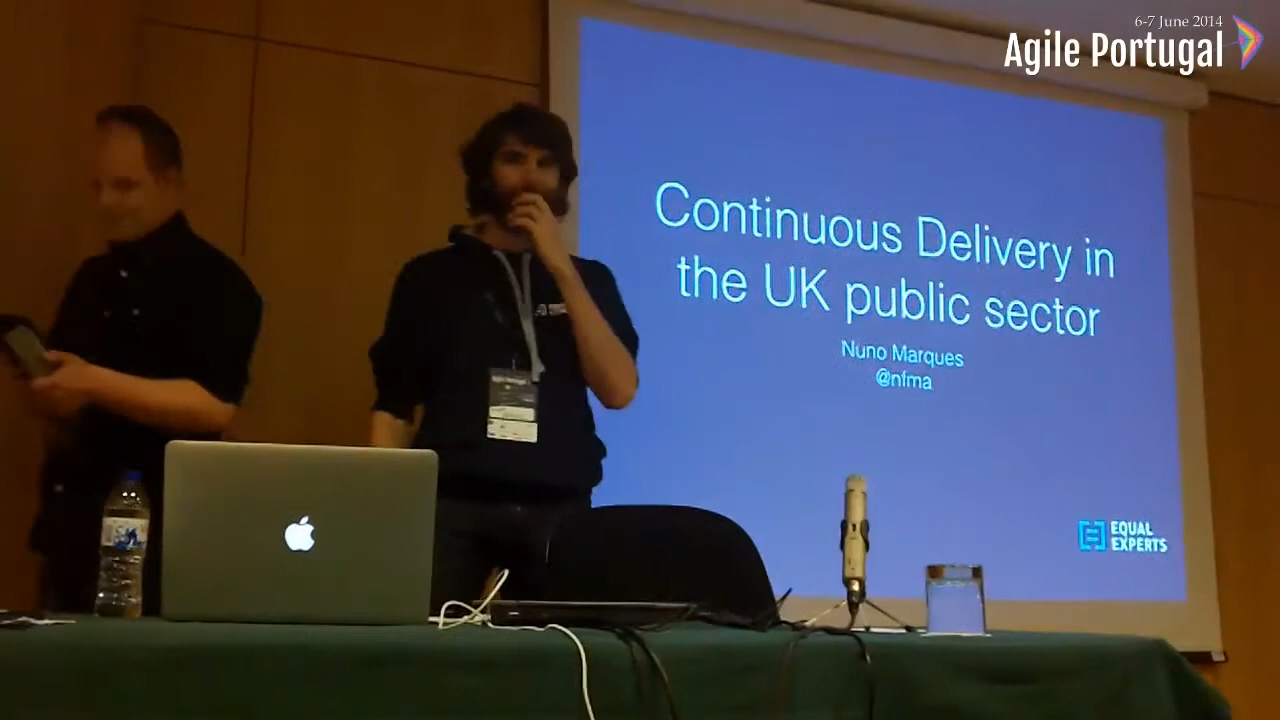 6-7 June 2014
Agile Portugal
Continuous Delivery in
the UK public sector
Nuno Marques
@nfma
EQUAL
EXPERTS